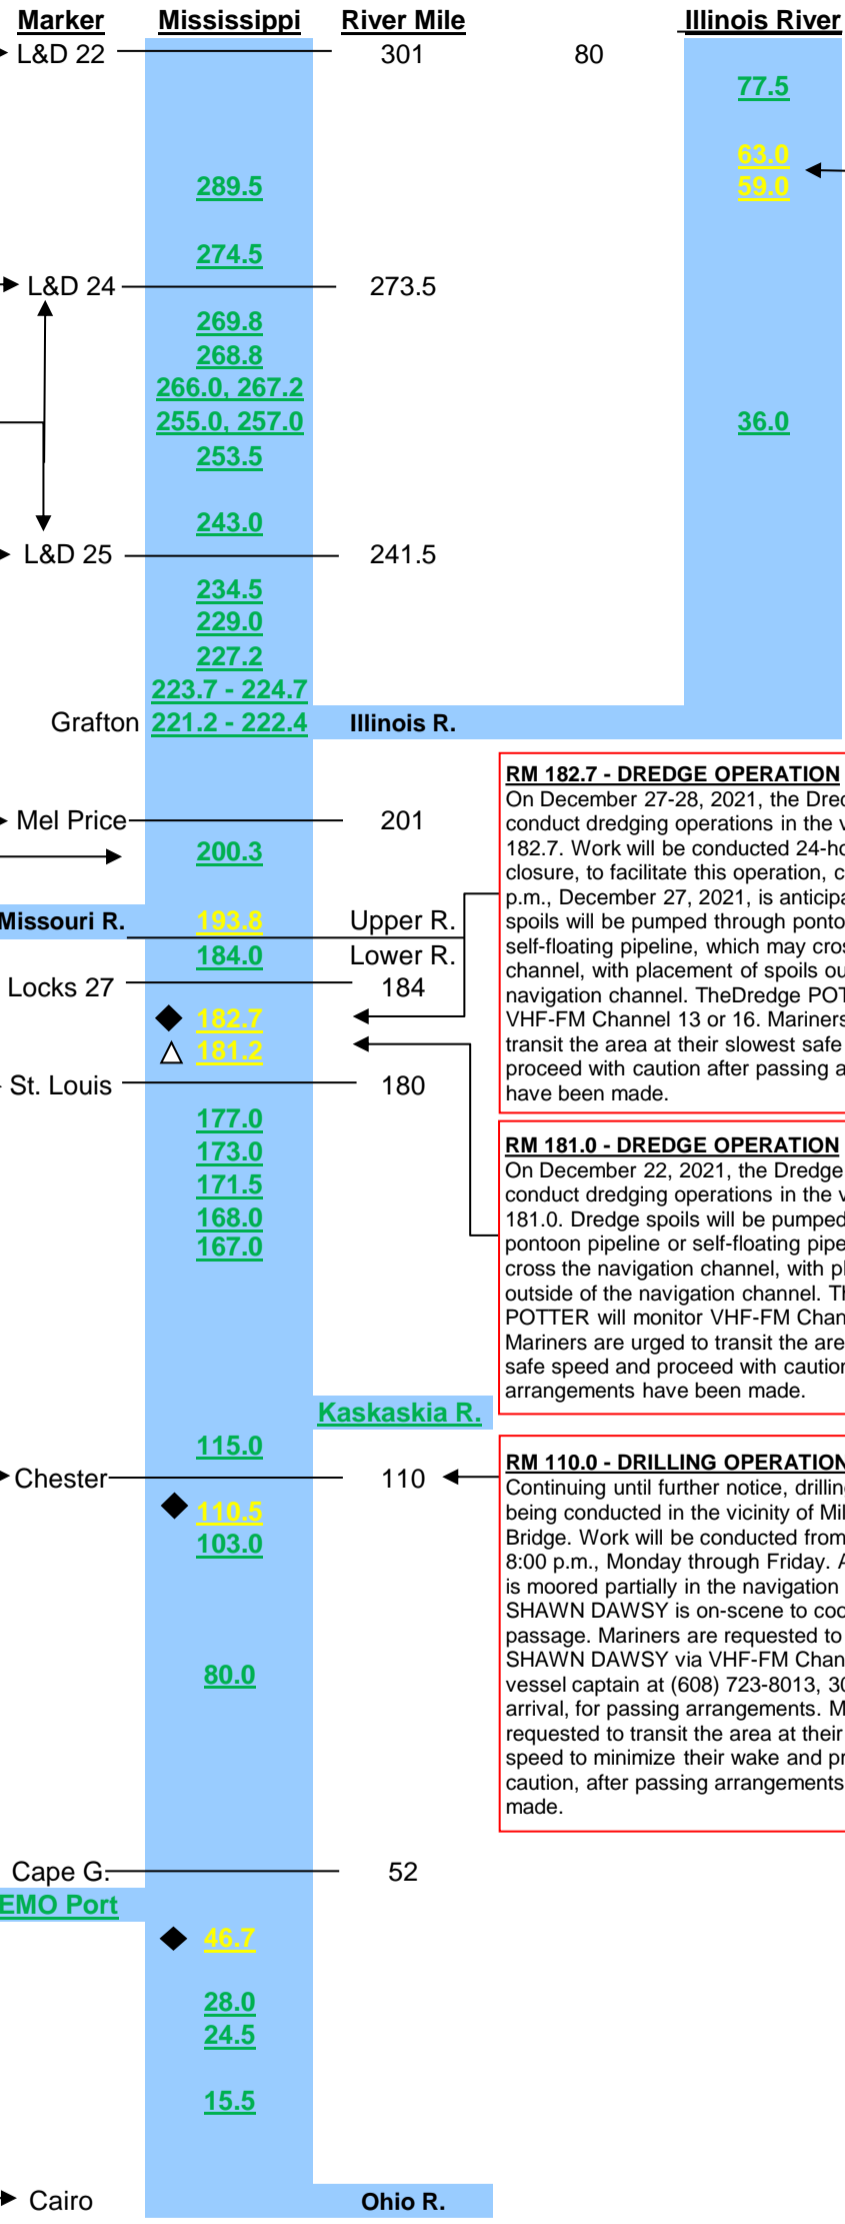 Marker Mississippi River Mile Illinois River
L&D 22 301 80
77.5
63.0
289.5 59.0
274.5
L&D 24 273.5
269.8
268.8
266.0, 267.2
255.0, 257.0 36.0
253.5
243.0
L&D 25 241.5
234.5
229.0
227.2
223.7 - 224.7
Grafton 221.2 - 222.4 Illinois R.
Mel Price 201
200.3
Missouri R. 193.8 Upper R.
184.0 Lower R.
Locks 27 184
182.7
181.2
St. Louis 180
177.0
173.0
171.5
168.0
167.0
Kaskaskia R.
115.0
Chester 110
110.5
103.0
80.0
Cape G. 52
EMO Port
46.7
28.0
24.5
15.5
Cairo Ohio R.
RM 182.7 - DREDGE OPERATION
On December 27-28, 2021, the
conduct dredging operations in the
182.7. Work will be conducted
closure, to facilitate this operation,
p.m., December 27, 2021, is
spoils will be pumped through
self-floating pipeline, which may
channel, with placement of spoils
navigation channel. TheDredge
VHF-FM Channel 13 or 16. Mariners
transit the area at their slowest safe
proceed with caution after passing
have been made.
RM 181.0 - DREDGE OPERATION
On December 22, 2021, the Dredge
conduct dredging operations in the
181.0. Dredge spoils will be pumped
pontoon pipeline or self-floating
cross the navigation channel, with
outside of the navigation channel.
POTTER will monitor VHF-FM
Mariners are urged to transit the
safe speed and proceed with caution
arrangements have been made.
RM 110.0 - DRILLING OPERATION
Continuing until further notice, drilling
being conducted in the vicinity of
Bridge. Work will be conducted from
8:00 p.m., Monday through Friday. A
is moored partially in the navigation
SHAWN DAWSY is on-scene to
passage. Mariners are requested to
SHAWN DAWSY via VHF-FM
vessel captain at (608) 723-8013,
arrival, for passing arrangements.
requested to transit the area at their
speed to minimize their wake and
caution, after passing arrangements
made.